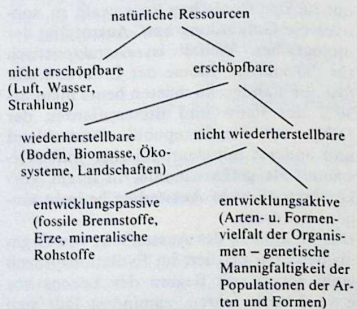 natürliche Ressourcen
nicht erschöpfbare
(Luft, Wasser,
Strahlung)
erschöpfbare
wiederherstellbare
(Boden, Biomasse, Öko-
systeme, Landschaften)
nicht wiederherstellbare
entwicklungspassive
(fossile Brennstoffe,
Erze, mineralische
Rohstoffe
entwicklungsaktive
(Arten- u. Formen-
vielfalt der Organis-
men – genetische
Mannigfaltigkeit der
Populationen der Ar-
ten und Formen)